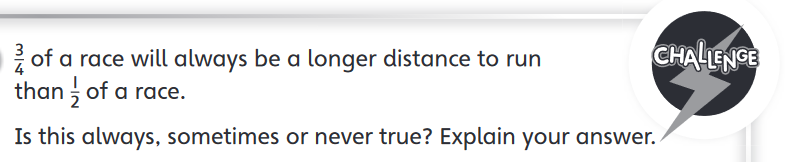 3/4 of a race will always be a longer distance to run
than 1/2 of a race.
Is this always, sometimes or never true? Explain your answer.
CHALLENGE